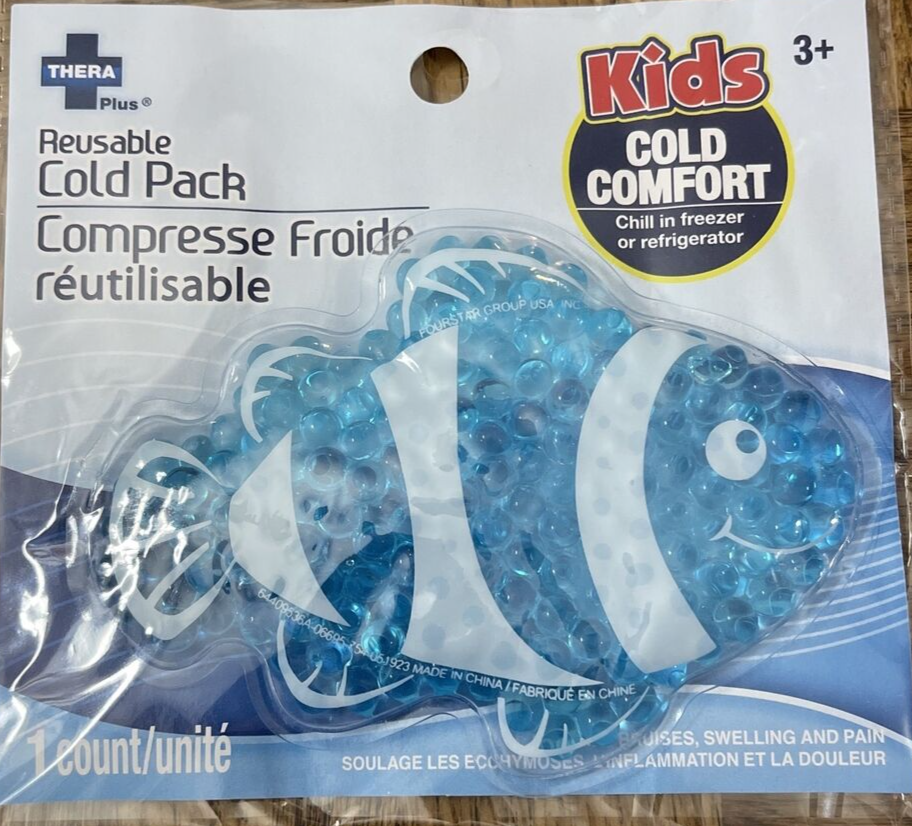 THERA
Plus®
Reusable
Cold Pack
Compresse Froide
réutilisable
Kids
3+
COLD
COMFORT
Chill in freezer
or refrigerator
FOURSTAR GROUP USA, INC
MADE IN CHINA / FABRIQUÉ EN CHINE
1 count/unité
BRUISES, SWELLING AND PAIN
SOULAGE LES ECCHYMOSES, L'INFLAMMATION ET LA DOULEUR